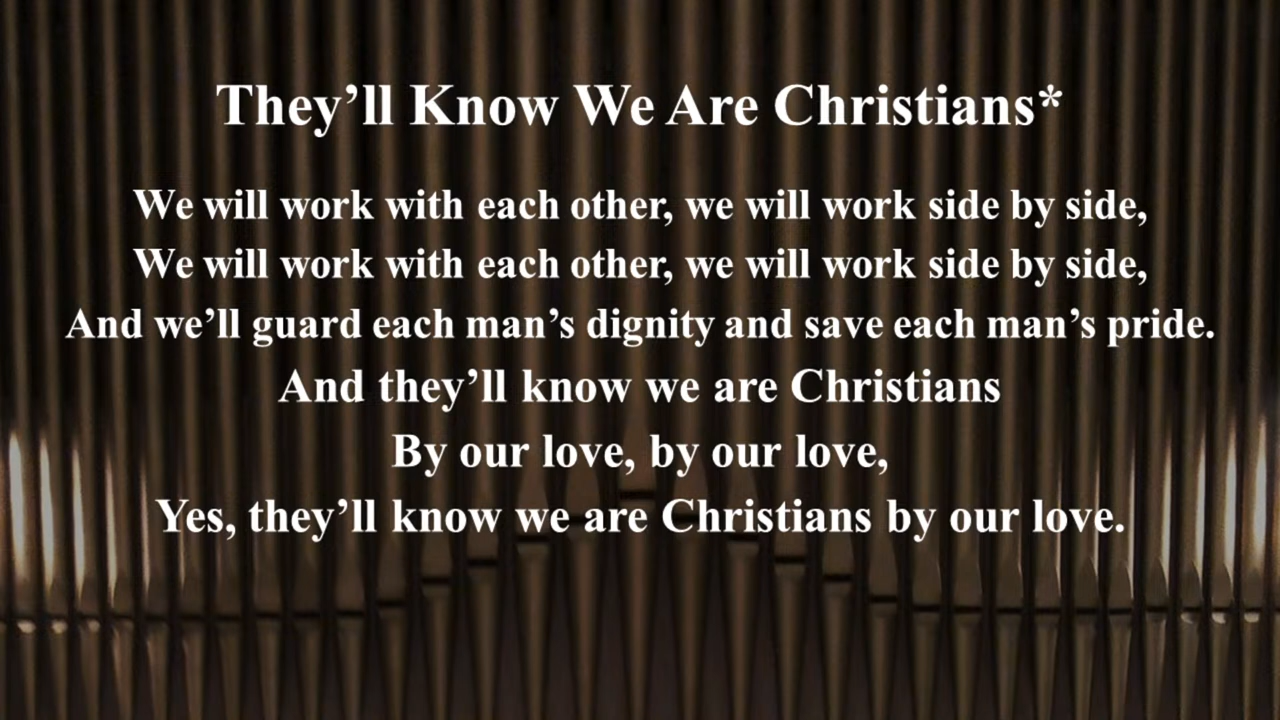 They’ll Know We Are Christians*
We will work with each other, we will work side by side,
We will work with each other, we will work side by side,
And we’ll guard each man’s dignity and save each man’s pride.
And they’ll know we are Christians
By our love, by our love,
Yes, they’ll know we are Christians by our love.